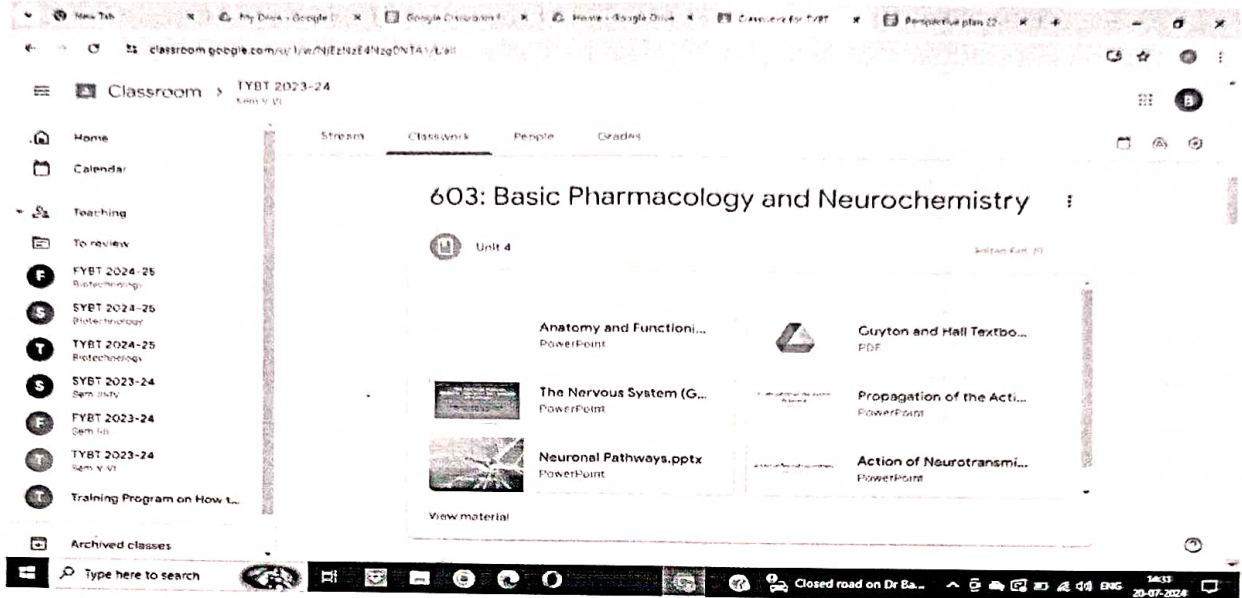 New Tab
My Drive - Google D
Google Classroom
Home - Google Drive
Classwork for TYBT
Perspective plan 22-
classroom.google.com
Classroom > TYBT 2023-24
Sem V VI
Home
Calendar
Teaching
To review
F FYBT 2024-25
Biotechnology
S SYBT 2024-25
Biotechnology
T TYBT 2024-25
Biotechnology
S SYBT 2023-24
F FYBT 2023-24
T TYBT 2023-24
Sem V VI
T Training Program on How t...
Archived classes
B
Stream Classwork People Grades
603: Basic Pharmacology and Neurochemistry
Unit 4
Anatomy and Functioni...
PowerPoint
Guyton and Hall Textbo...
PDF
The Nervous System (G...
PowerPoint
Propagation of the Acti...
PowerPoint
Neuronal Pathways.pptx
PowerPoint
Action of Neurotransmi...
PowerPoint
View material
Type here to search
Closed road on Dr Ba...
ENG
14:33
20-07-2024